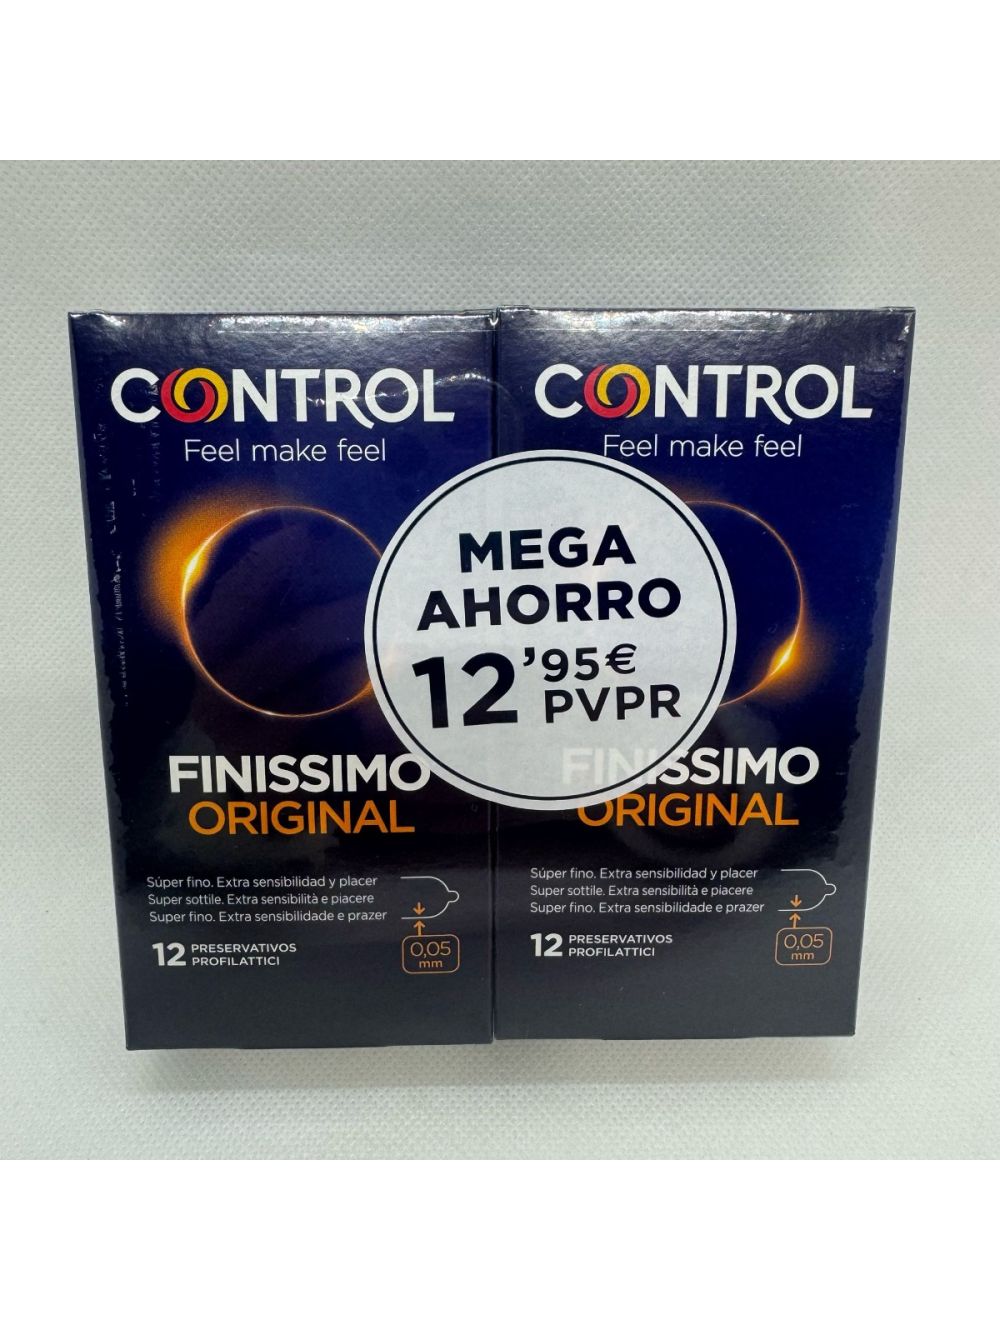 CONTROL
Feel make feel
FINISSIMO
ORIGINAL
Súper fino. Extra sensibilidad y placer
Super sottile. Extra sensibilità e piacere
Super fino. Extra sensibilidade e prazer
12 PRESERVATIVOS
PROFILATTICI
0,05
mm
MEGA
AHORRO
12'95€
PVPR
CONTROL
Feel make feel
FINISSIMO
ORIGINAL
Súper fino. Extra sensibilidad y placer
Super sottile. Extra sensibilità e piacere
Super fino. Extra sensibilidade e prazer
12 PRESERVATIVOS
PROFILATTICI
0,05
mm